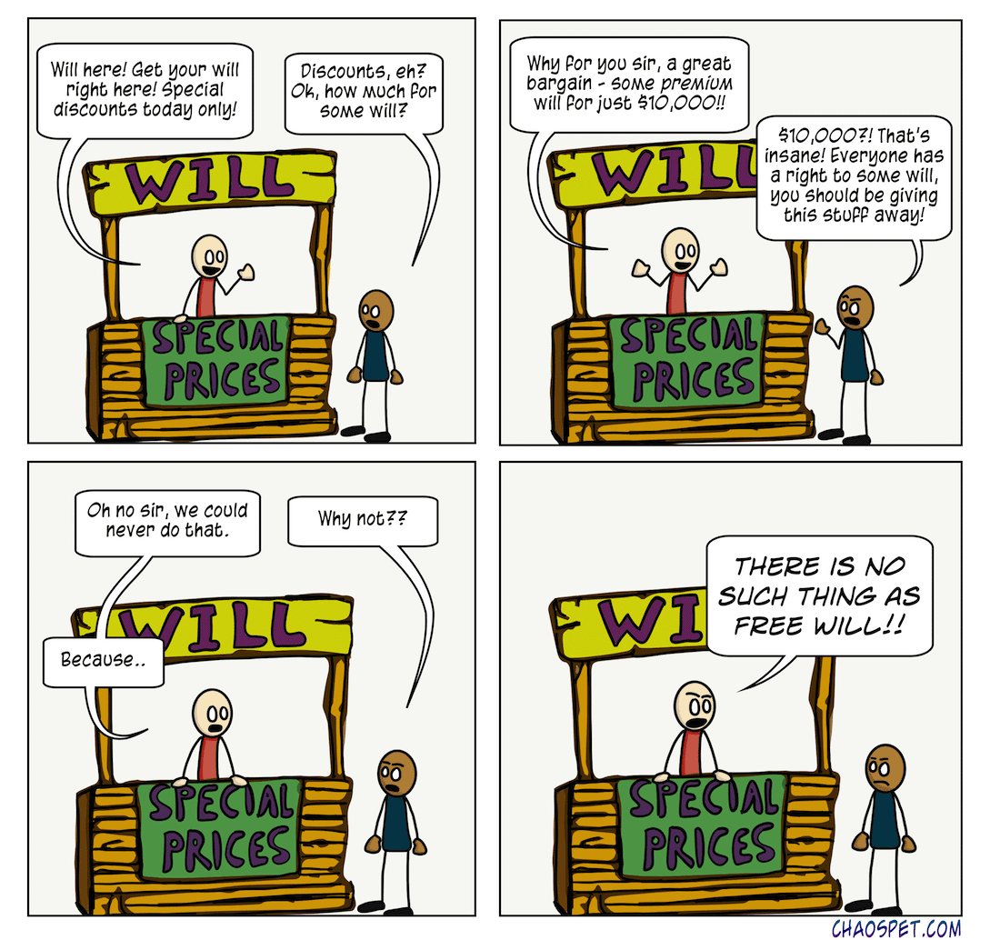 Will here! Get your will
right here! Special
discounts today only!
Discounts, eh?
Ok, how much for
some will?
WILL
SPECIAL
PRICES
Why for you sir, a great
bargain - some premium
will for just $10,000!!
$10,000?! That's
insane! Everyone has
a right to some will,
you should be giving
this stuff away!
WILL
SPECIAL
PRICES
Oh no sir, we could
never do that.
Why not??
Because..
WILL
SPECIAL
PRICES
THERE IS NO
SUCH THING AS
FREE WILL!!
WI
SPECIAL
PRICES
CHAOSPET.COM